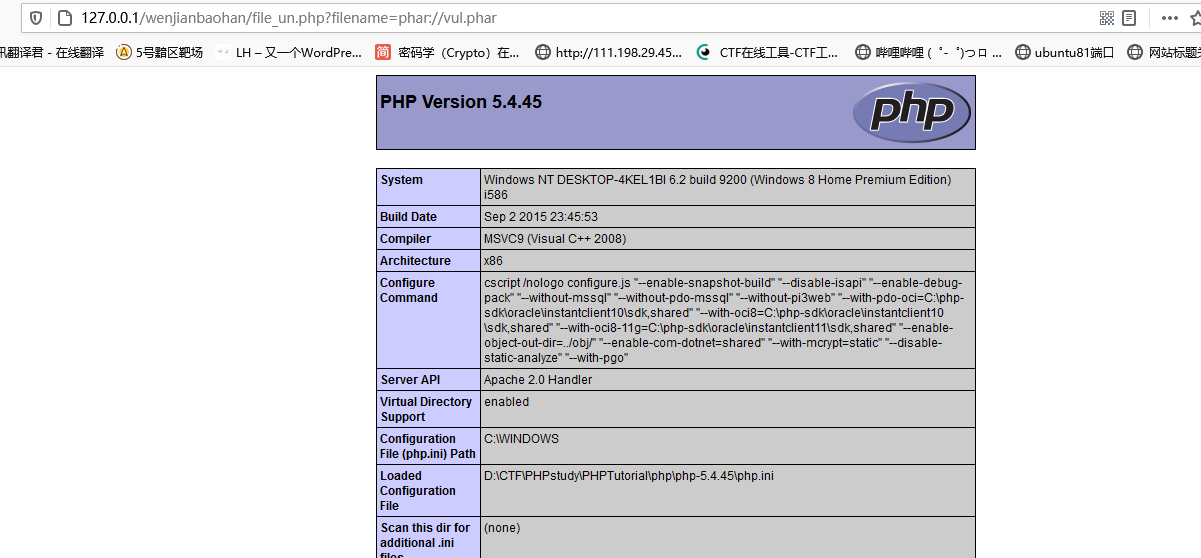 127.0.0.1/wenjianbaohan/file_un.php?filename=phar://vul.phar
讯翻译君 - 在线翻译 5号黯区靶场 LH – 又一个WordPre... 简 密码学（Crypto）在... http://111.198.29.45... CTF在线工具-CTF工... 哔哩哔哩 ( ゜- ゜)つロ ... ubuntu81端口 网站标题
PHP Version 5.4.45
php
System Windows NT DESKTOP-4KEL1BI 6.2 build 9200 (Windows 8 Home Premium Edition)
i586
Build Date Sep 2 2015 23:45:53
Compiler MSVC9 (Visual C++ 2008)
Architecture x86
Configure cscript /nologo configure.js "--enable-snapshot-build" "--disable-isapi" "--enable-debug-
Command pack" "--without-mssql" "--without-pdo-mssql" "--without-pi3web" "--with-pdo-oci=C:\php-
sdk\oracle\instantclient10\sdk,shared" "--with-oci8=C:\php-sdk\oracle\instantclient10
\sdk,shared" "--with-oci8-11g=C:\php-sdk\oracle\instantclient11\sdk,shared" "--enable-
object-out-dir=../obj/" "--enable-com-dotnet=shared" "--with-mcrypt=static" "--disable-
static-analyze" "--with-pgo"
Server API Apache 2.0 Handler
Virtual Directory enabled
Support
Configuration C:\WINDOWS
File (php.ini) Path
Loaded D:\CTF\PHPstudy\PHPTutorial\php\php-5.4.45\php.ini
Configuration
File
Scan this dir for (none)
additional .ini
files